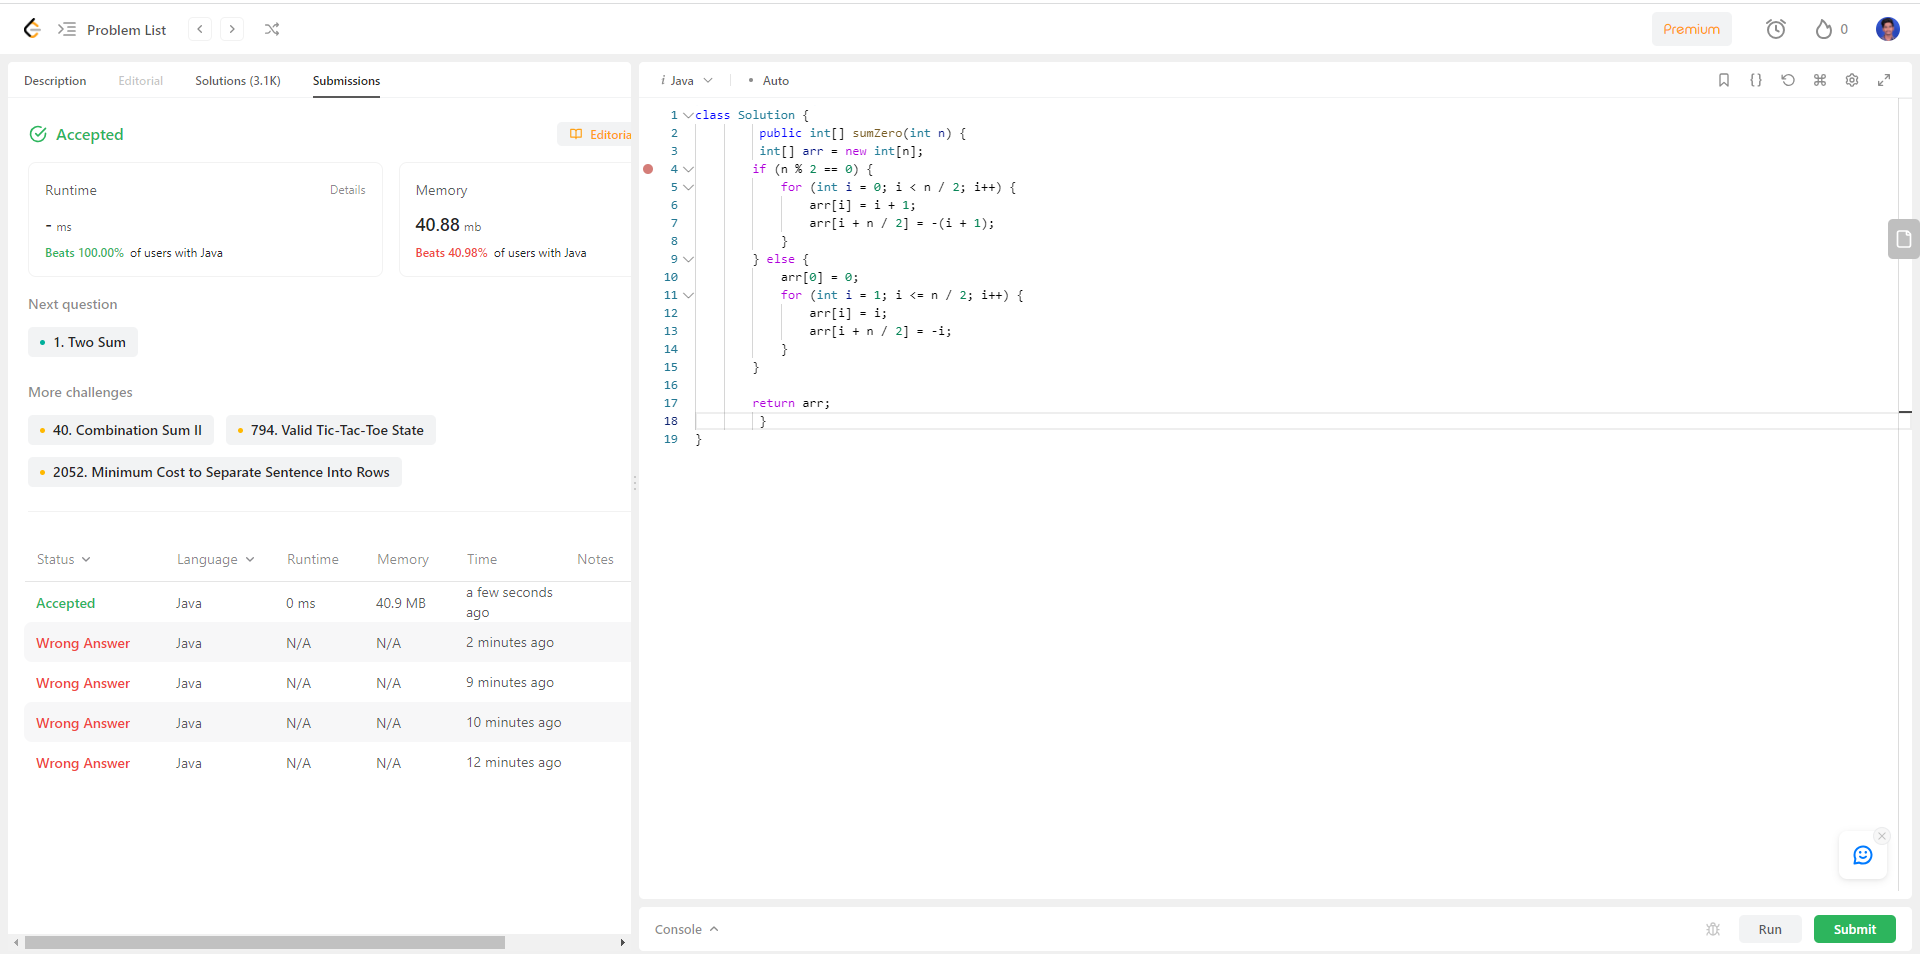 Problem List
Premium
0
Description Editorial Solutions (3.1K) Submissions
Accepted
Editoria
Runtime Details
- ms
Beats 100.00% of users with Java
Memory
40.88 mb
Beats 40.98% of users with Java
Next question
1. Two Sum
More challenges
40. Combination Sum II
794. Valid Tic-Tac-Toe State
2052. Minimum Cost to Separate Sentence Into Rows
Status Language Runtime Memory Time Notes
Accepted Java 0 ms 40.9 MB a few seconds ago
Wrong Answer Java N/A N/A 2 minutes ago
Wrong Answer Java N/A N/A 9 minutes ago
Wrong Answer Java N/A N/A 10 minutes ago
Wrong Answer Java N/A N/A 12 minutes ago
i Java • Auto
1 class Solution {
2 public int[] sumZero(int n) {
3 int[] arr = new int[n];
4 if (n % 2 == 0) {
5 for (int i = 0; i < n / 2; i++) {
6 arr[i] = i + 1;
7 arr[i + n / 2] = -(i + 1);
8 }
9 } else {
10 arr[0] = 0;
11 for (int i = 1; i <= n / 2; i++) {
12 arr[i] = i;
13 arr[i + n / 2] = -i;
14 }
15 }
16
17 return arr;
18 }
19 }
Console Run Submit